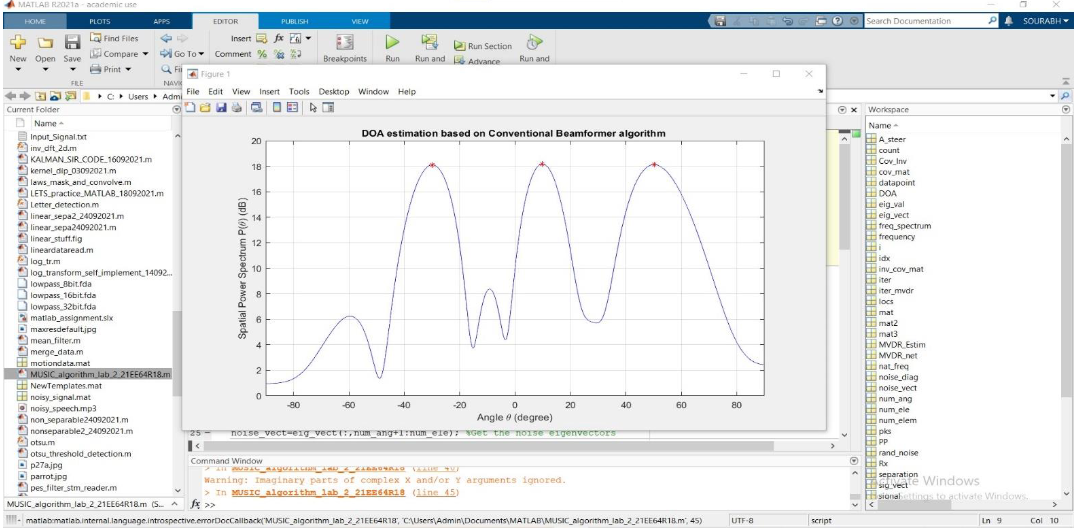 MATLAB R2021a - academic use
HOME PLOTS APPS EDITOR PUBLISH VIEW Search Documentation SOURABH
New Open Save Find Files Compare Print Go To Insert fx Comment Breakpoints Run Run and Run Section Advance Run and
FILE
C: Users
Figure 1
File Edit View Insert Tools Desktop Window Help
Current Folder
Name
Input_Signal.txt
inv_dft_2d.m
KALMAN_SIR_CODE_16092021.m
kernel_dip_03092021.m
laws_mask_and_convolve.m
LETS_practice_MATLAB_18092021.m
Letter_detection.m
linear_sepa2_24092021.m
linear_sepa24092021.m
linear_stuff.fig
lineardataread.m
log_tr.m
log_transform_self_implement_14092...
lowpass_8bit.fda
lowpass_16bit.fda
lowpass_32bit.fda
matlab_assignment.slx
maxresdefault.jpg
mean_filter.m
merge_data.m
motiondata.mat
MUSIC_algorithm_lab_2_21EE64R18.m
NewTemplates.mat
noisy_signal.mat
noisy_speech.mp3
non_separable24092021.m
nonseparable2_24092021.m
otsu.m
otsu_threshold_detection.m
p27a.jpg
parrot.jpg
pes_filter_stm_reader.m
MUSIC_algorithm_lab_2_21EE64R18.m (S...
DOA estimation based on Conventional Beamformer algorithm
Spatial Power Spectrum P(θ) (dB)
20
18
16
14
12
10
8
6
4
2
0
-80 -60 -40 -20 0 20 40 60 80
Angle θ (degree)
25 - noise_vect=eig_vect(:,num_ang+1:num_ele); %Get the noise eigenvectors
Command Window
> In MUSIC_algorithm_lab_2_21EE64R18 (line 40)
Warning: Imaginary parts of complex X and/or Y arguments ignored.
> In MUSIC_algorithm_lab_2_21EE64R18 (line 45)
fx >>
Workspace
Name
A_steer
count
Cov_Inv
cov_mat
datapoint
DOA
eig_val
eig_vect
freq_spectrum
frequency
i
idx
inv_cov_mat
iter
iter_mvdr
locs
mat
mat2
mat3
MVDR_Estim
MVDR_net
nat_freq
noise_diag
noise_vect
num_ang
num_ele
num_elem
pks
PP
rand_noise
Rx
separation
sig_vect
signal
Activate Windows
Settings to activate Windows.
matlab:matlab.internal.language.introspective.errorDocCallback('MUSIC_algorithm_lab_2_21EE64R18', 'C:\Users\Admin\Documents\MATLAB\MUSIC_algorithm_lab_2_21EE64R18.m', 45) UTF-8 script Ln 9 Col 10